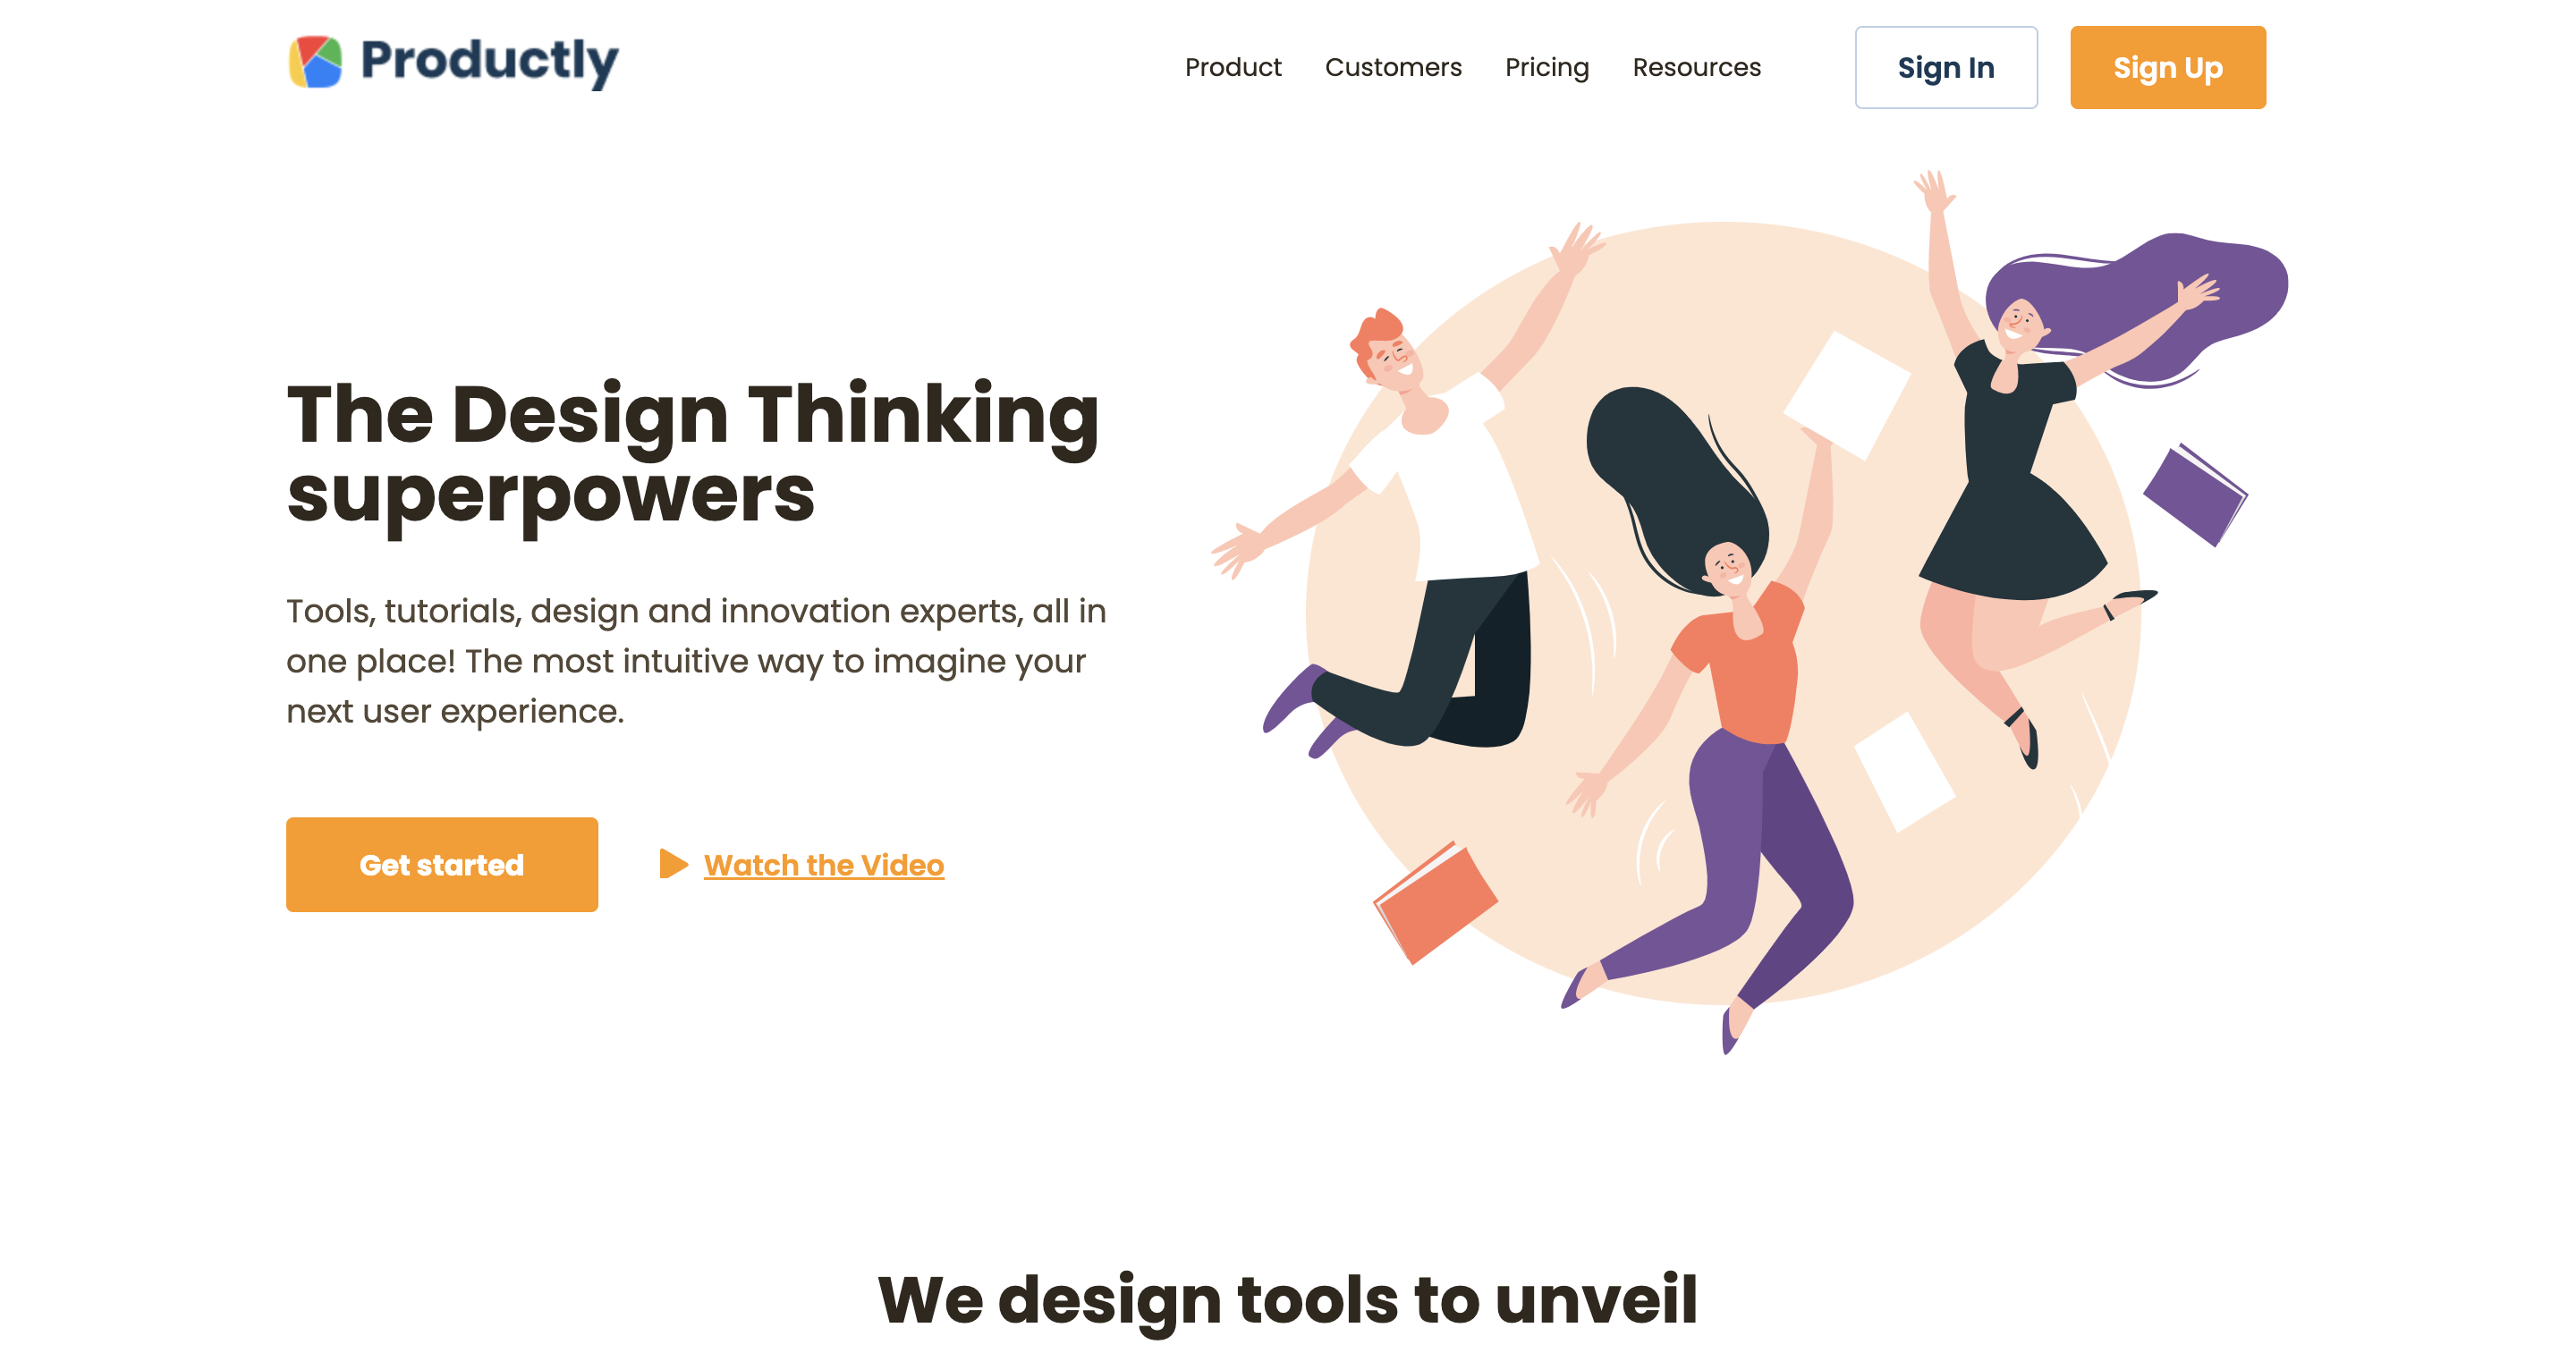 Productly
Product
Customers
Pricing
Resources
Sign In
Sign Up
The Design Thinking
superpowers
Tools, tutorials, design and innovation experts, all in
one place! The most intuitive way to imagine your
next user experience.
Get started
Watch the Video
We design tools to unveil